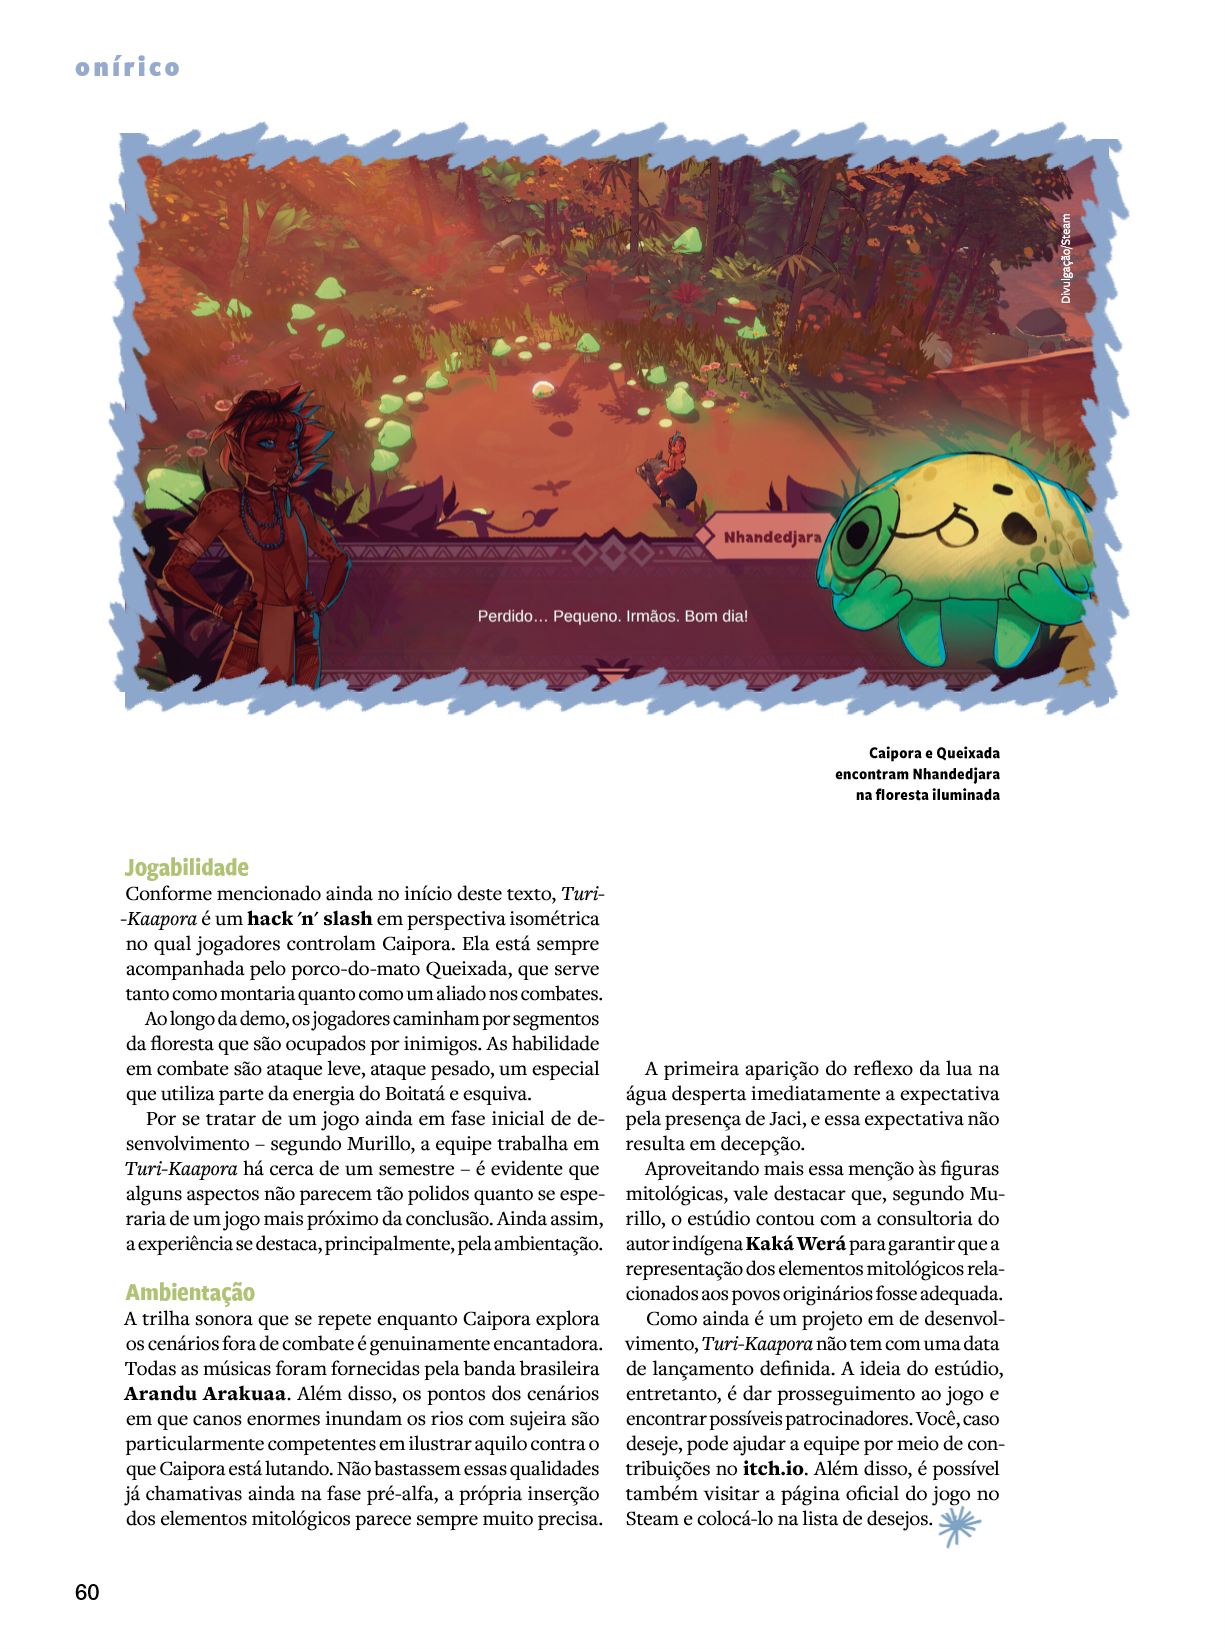 onírico
Divulgação/Steam
Nhandedjara
Perdido... Pequeno. Irmãos. Bom dia!
Caipora e Queixada
encontram Nhandedjara
na floresta iluminada
Jogabilidade
Conforme mencionado ainda no início deste texto, Turi-
-Kaapora é um hack 'n' slash em perspectiva isométrica
no qual jogadores controlam Caipora. Ela está sempre
acompanhada pelo porco-do-mato Queixada, que serve
tanto como montaria quanto como um aliado nos combates.
Ao longo da demo, os jogadores caminham por segmentos
da floresta que são ocupados por inimigos. As habilidade
em combate são ataque leve, ataque pesado, um especial
que utiliza parte da energia do Boitatá e esquiva.
Por se tratar de um jogo ainda em fase inicial de de-
senvolvimento – segundo Murillo, a equipe trabalha em
Turi-Kaapora há cerca de um semestre – é evidente que
alguns aspectos não parecem tão polidos quanto se espe-
raria de um jogo mais próximo da conclusão. Ainda assim,
a experiência se destaca, principalmente, pela ambientação.
Ambientação
A trilha sonora que se repete enquanto Caipora explora
os cenários fora de combate é genuinamente encantadora.
Todas as músicas foram fornecidas pela banda brasileira
Arandu Arakuaa. Além disso, os pontos dos cenários
em que canos enormes inundam os rios com sujeira são
particularmente competentes em ilustrar aquilo contra o
que Caipora está lutando. Não bastassem essas qualidades
já chamativas ainda na fase pré-alfa, a própria inserção
dos elementos mitológicos parece sempre muito precisa.
A primeira aparição do reflexo da lua na
água desperta imediatamente a expectativa
pela presença de Jaci, e essa expectativa não
resulta em decepção.
Aproveitando mais essa menção às figuras
mitológicas, vale destacar que, segundo Mu-
rillo, o estúdio contou com a consultoria do
autor indígena Kaká Werá para garantir que a
representação dos elementos mitológicos rela-
cionados aos povos originários fosse adequada.
Como ainda é um projeto em de desenvol-
vimento, Turi-Kaapora não tem com uma data
de lançamento definida. A ideia do estúdio,
entretanto, é dar prosseguimento ao jogo e
encontrar possíveis patrocinadores. Você, caso
deseje, pode ajudar a equipe por meio de con-
tribuições no itch.io. Além disso, é possível
também visitar a página oficial do jogo no
Steam e colocá-lo na lista de desejos.
60